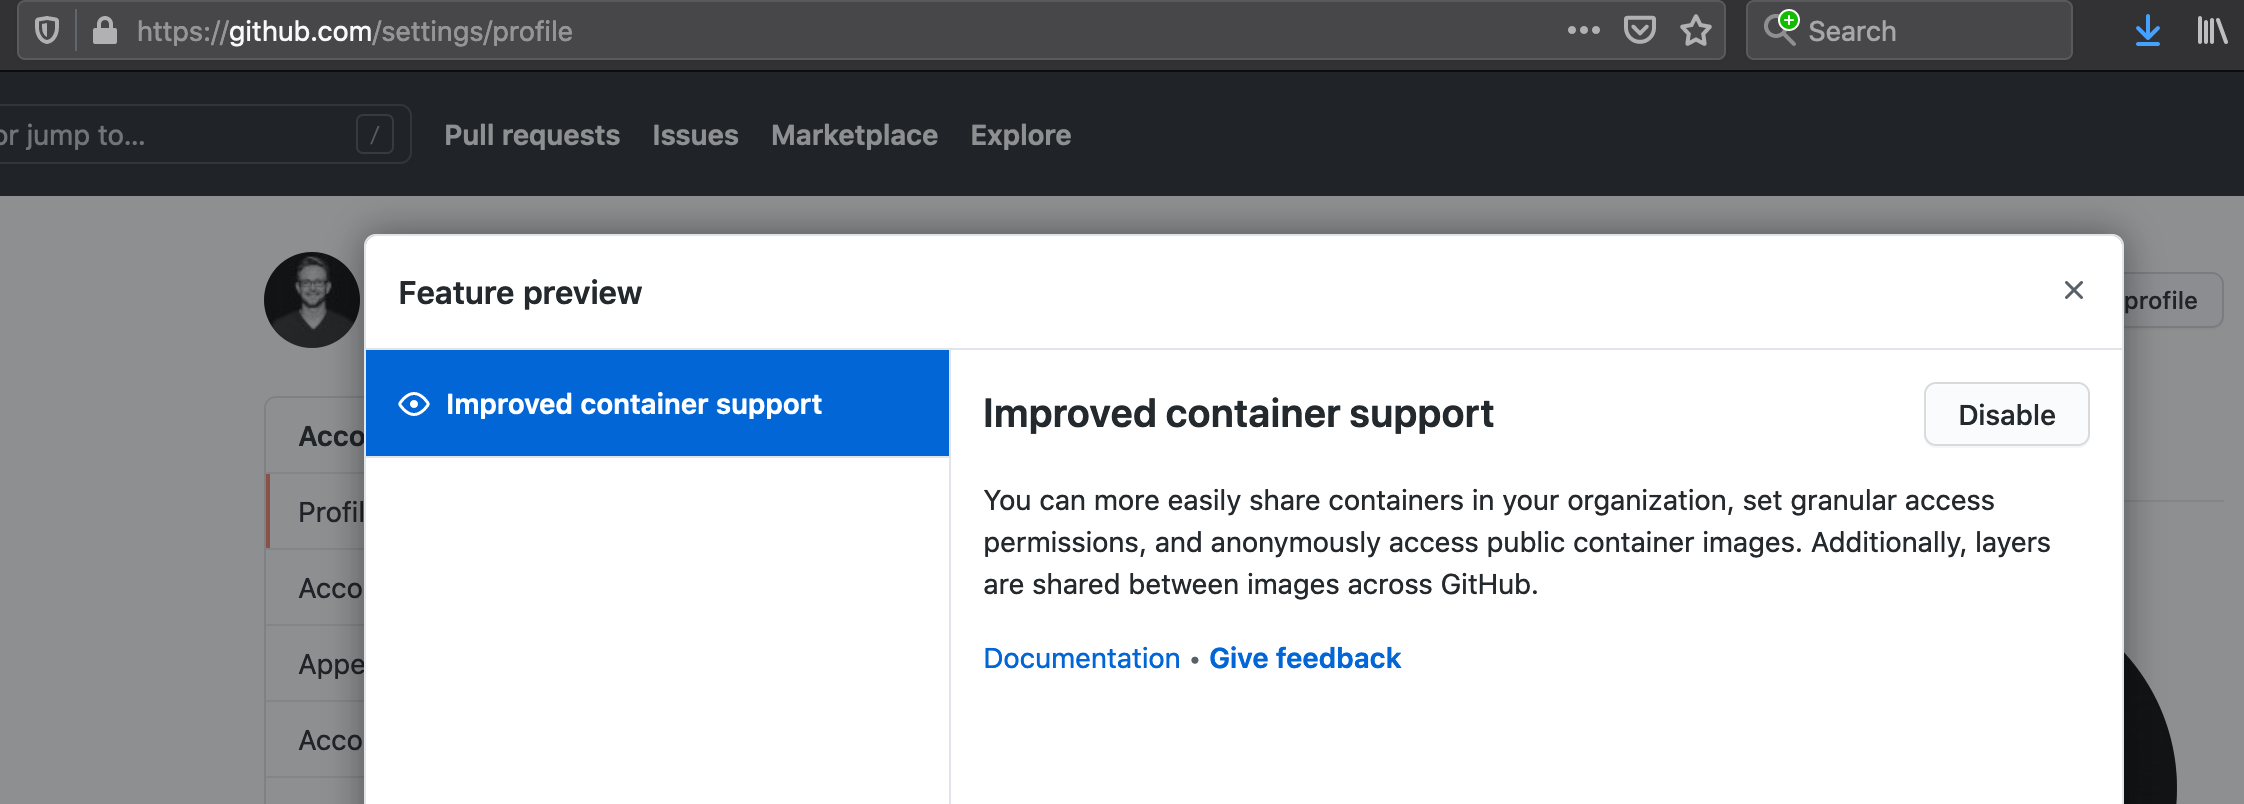 https://github.com/settings/profile
Search
or jump to...
/
Pull requests
Issues
Marketplace
Explore
Feature preview
profile
Improved container support
Improved container support
Disable
You can more easily share containers in your organization, set granular access
permissions, and anonymously access public container images. Additionally, layers
are shared between images across GitHub.
Documentation • Give feedback
Acco
Profil
Acco
Appe
Acco